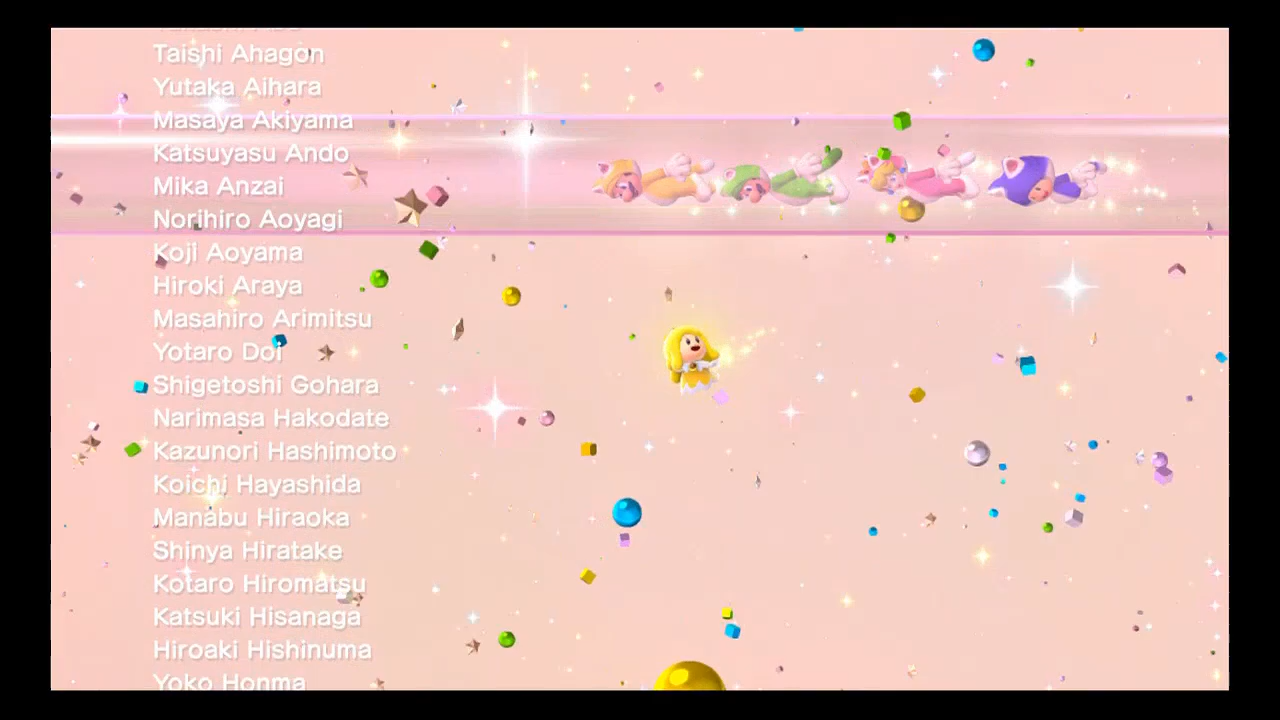 Taishi Ahagon
Yutaka Aihara
Masaya Akiyama
Katsuyasu Ando
Mika Anzai
Norihiro Aoyagi
Koji Aoyama
Hiroki Araya
Masahiro Arimitsu
Yotaro Doi
Shigetoshi Gohara
Narimasa Hakodate
Kazunori Hashimoto
Koichi Hayashida
Manabu Hiraoka
Shinya Hiratake
Kotaro Hiromatsu
Katsuki Hisanaga
Hiroaki Hishinuma
Yoko Honma